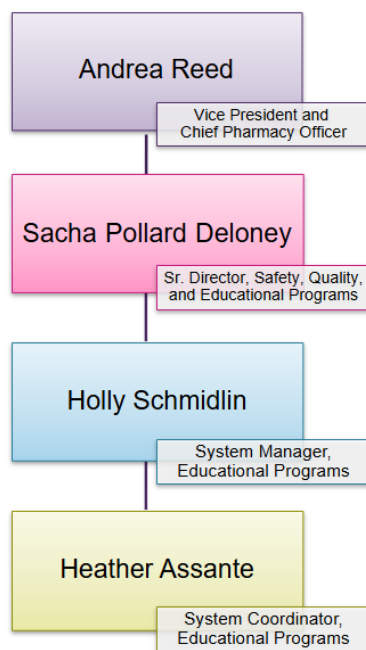 Andrea Reed
Vice President and
Chief Pharmacy Officer
Sacha Pollard Deloney
Sr. Director, Safety, Quality,
and Educational Programs
Holly Schmidlin
System Manager,
Educational Programs
Heather Assante
System Coordinator,
Educational Programs